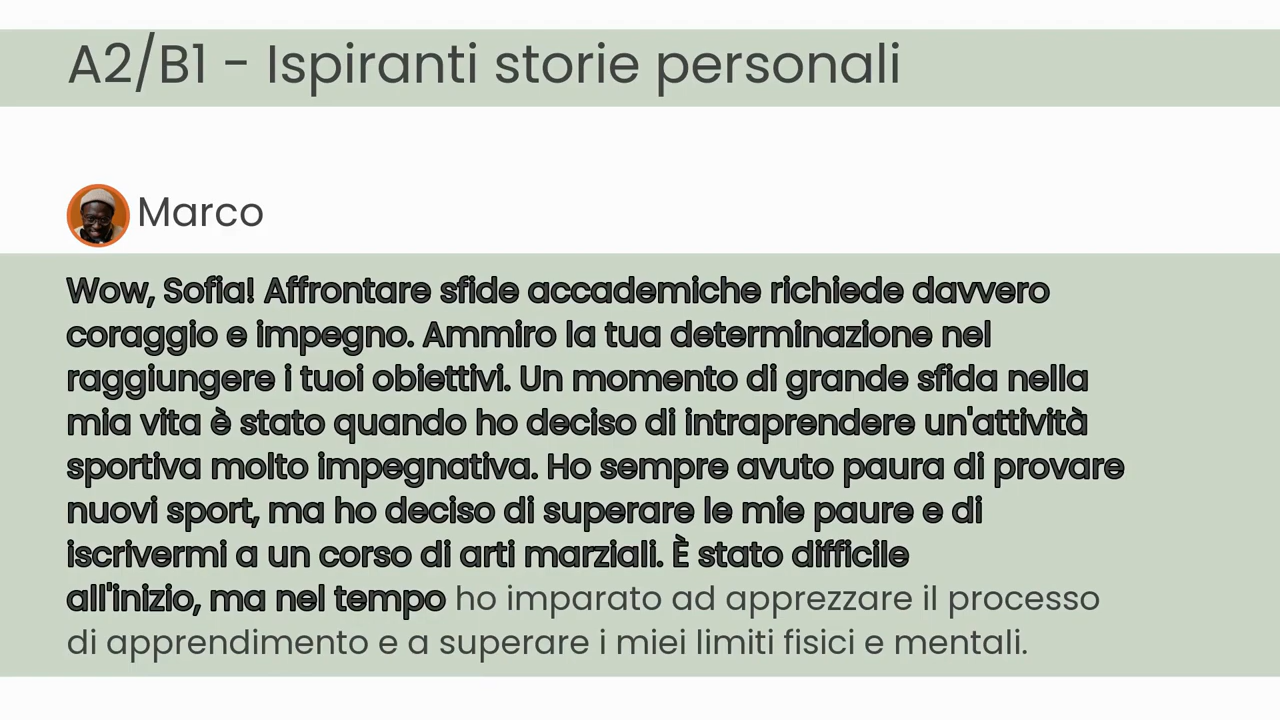 A2/B1 - Ispiranti storie personali
Marco
Wow, Sofia! Affrontare sfide accademiche richiede davvero
coraggio e impegno. Ammiro la tua determinazione nel
raggiungere i tuoi obiettivi. Un momento di grande sfida nella
mia vita è stato quando ho deciso di intraprendere un'attività
sportiva molto impegnativa. Ho sempre avuto paura di provare
nuovi sport, ma ho deciso di superare le mie paure e di
iscrivermi a un corso di arti marziali. È stato difficile
all'inizio, ma nel tempo ho imparato ad apprezzare il processo
di apprendimento e a superare i miei limiti fisici e mentali.